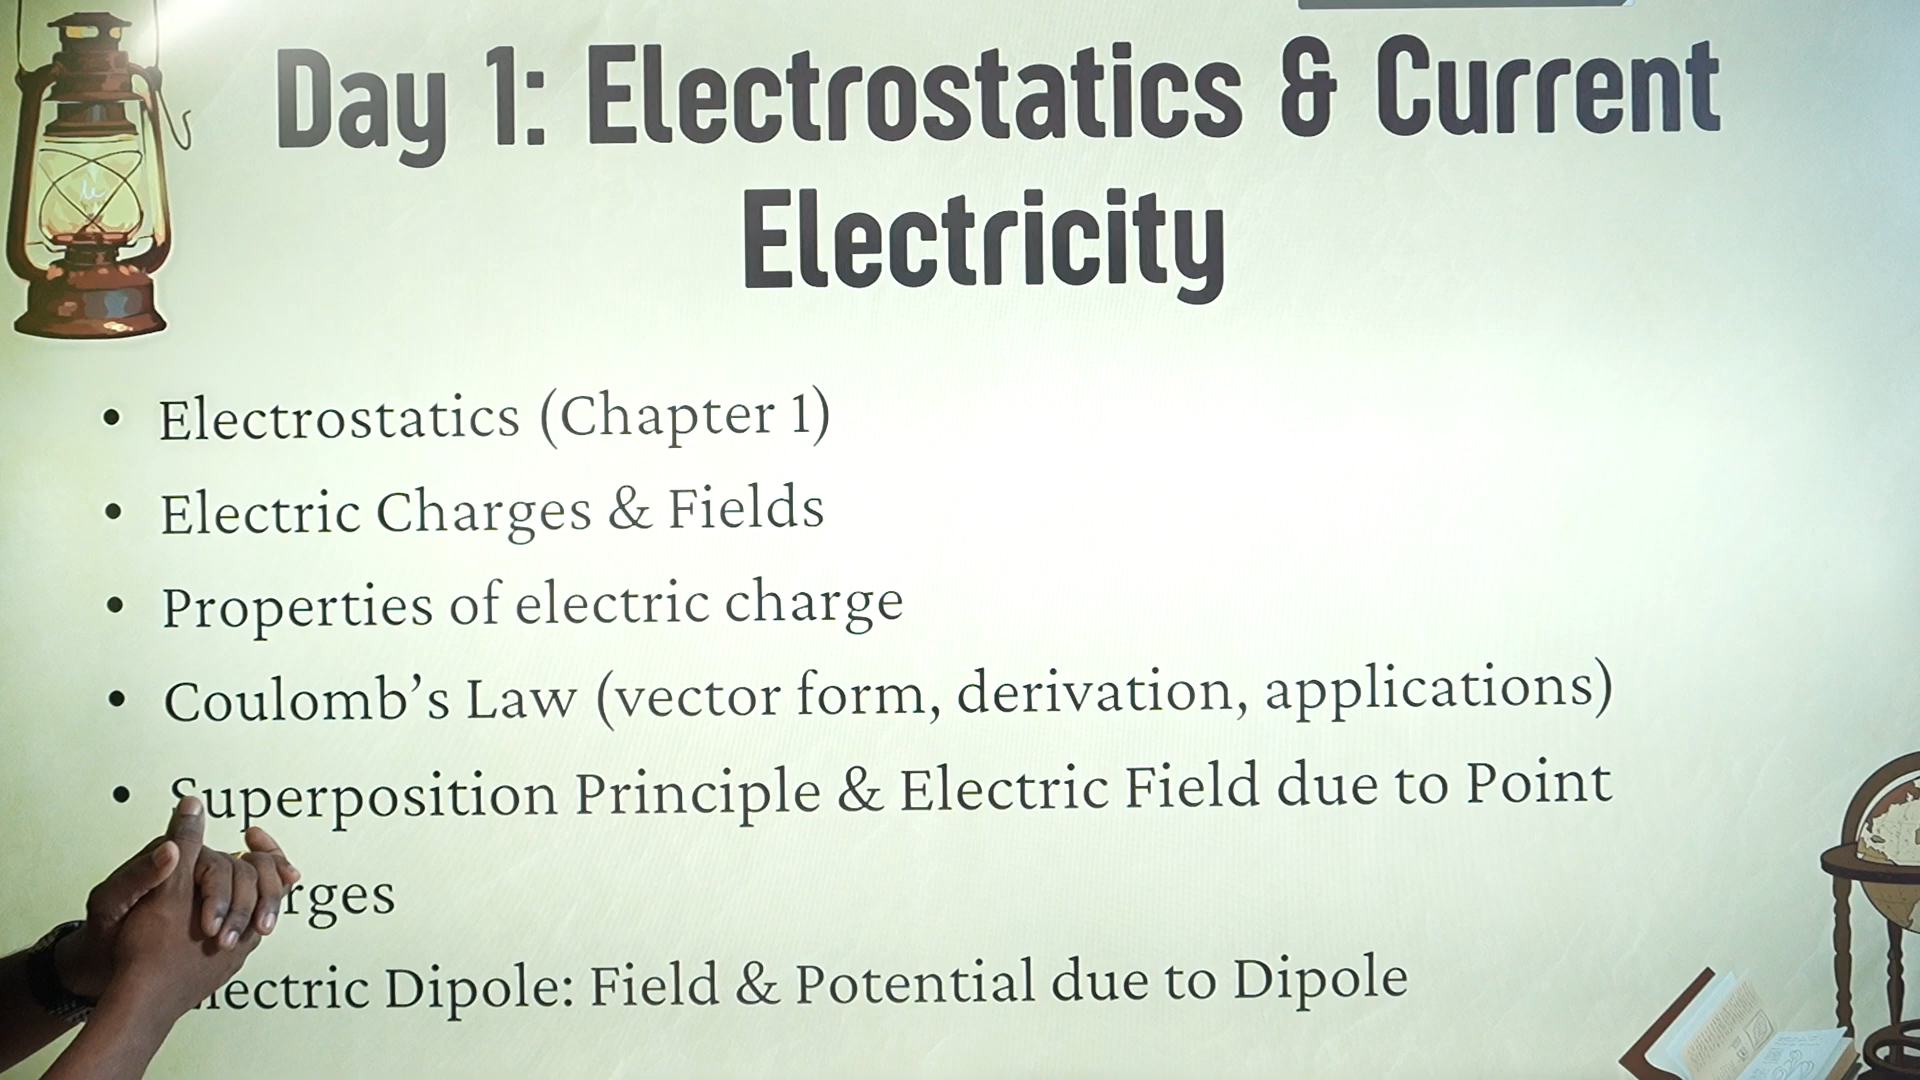 Day 1: Electrostatics & Current
Electricity
• Electrostatics (Chapter 1)
• Electric Charges & Fields
• Properties of electric charge
• Coulomb's Law (vector form, derivation, applications)
• Superposition Principle & Electric Field due to Point
rges
lectric Dipole: Field & Potential due to Dipole